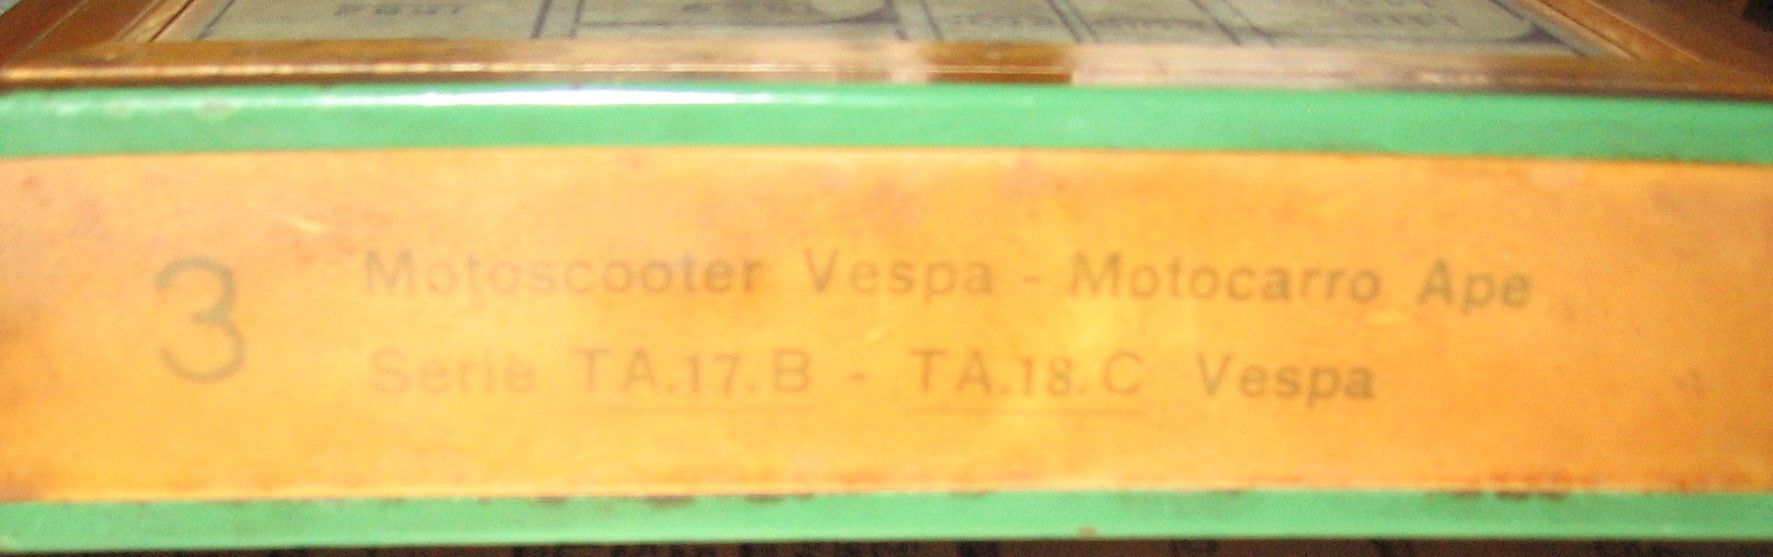 3
Motoscooter Vespa - Motocarro Ape
Serie TA.17.B - TA.18.C Vespa